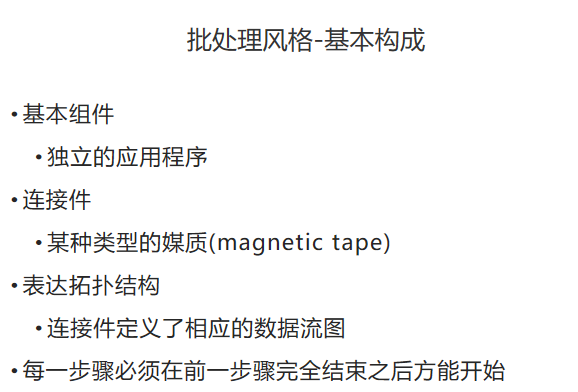 批处理风格-基本构成
•基本组件
•独立的应用程序
•连接件
•某种类型的媒质(magnetic tape)
•表达拓扑结构
•连接件定义了相应的数据流图
•每一步骤必须在前一步骤完全结束之后方能开始